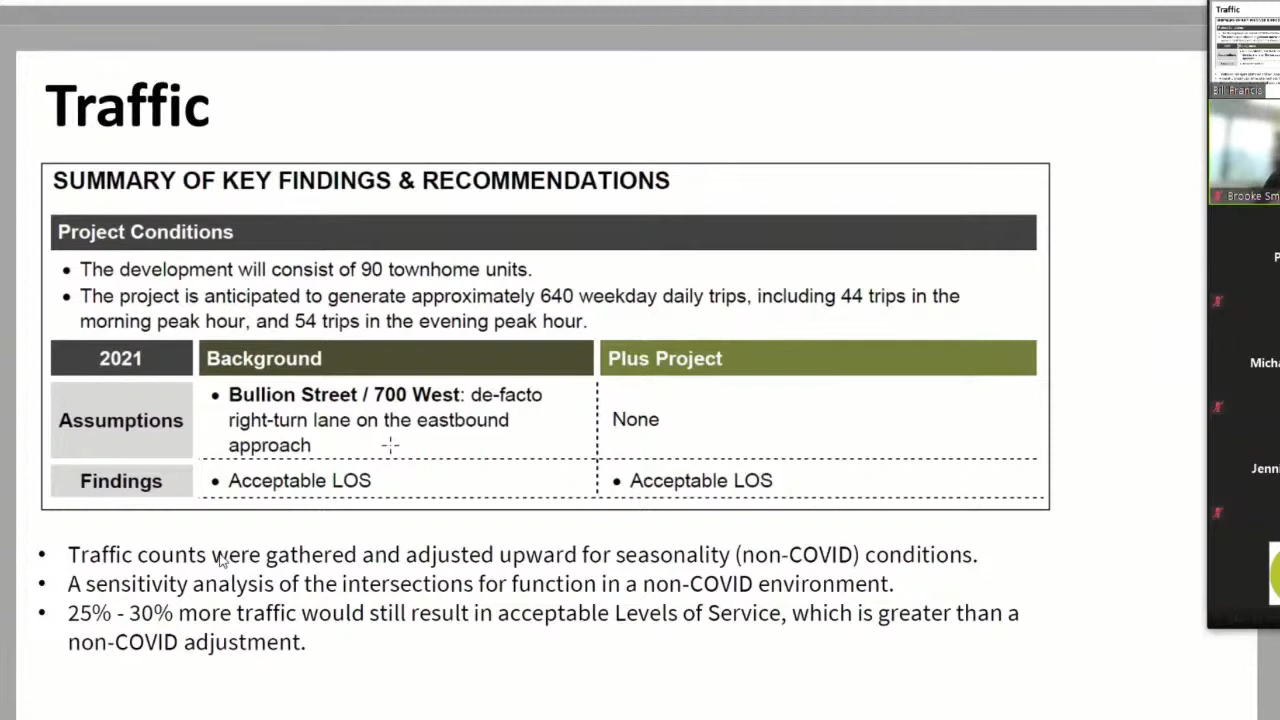 Traffic
SUMMARY OF KEY FINDINGS & RECOMMENDATIONS
Project Conditions
• The development will consist of 90 townhome units.
• The project is anticipated to generate approximately 640 weekday daily trips, including 44 trips in the
morning peak hour, and 54 trips in the evening peak hour.
2021
Background
Plus Project
Assumptions
• Bullion Street / 700 West: de-facto
right-turn lane on the eastbound
approach
None
Findings
• Acceptable LOS
• Acceptable LOS
• Traffic counts were gathered and adjusted upward for seasonality (non-COVID) conditions.
• A sensitivity analysis of the intersections for function in a non-COVID environment.
• 25% - 30% more traffic would still result in acceptable Levels of Service, which is greater than a
non-COVID adjustment.
Traffic
Bill Francis
Brooke Sm
P
Micha
Jenni